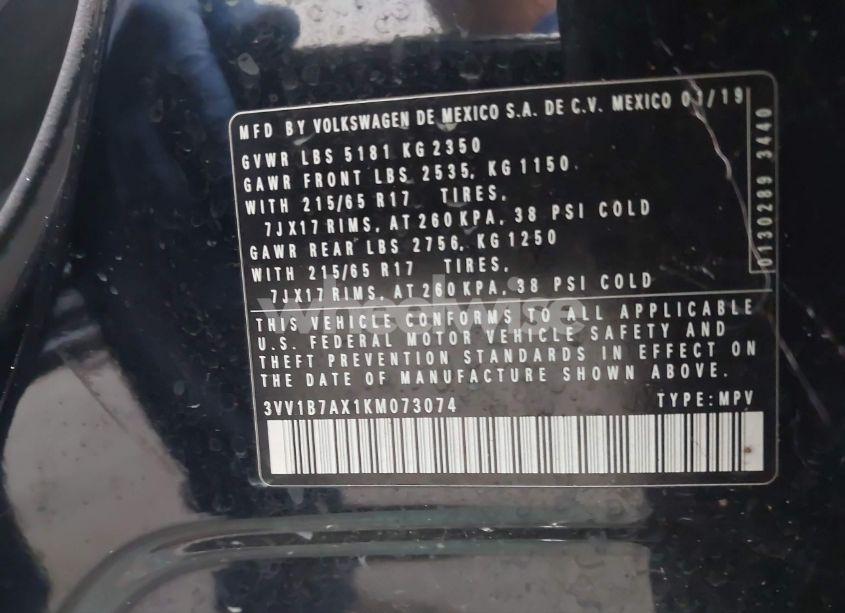 MFD BY VOLKSWAGEN DE MEXICO S.A. DE C.V. MEXICO 01/19
GVWR LBS 5181 KG 2350
GAWR FRONT LBS 2535, KG 1150
WITH 215/65 R17 TIRES,
7JX17 RIMS, AT 260 KPA, 38 PSI COLD
GAWR REAR LBS 2756, KG 1250
WITH 215/65 R17 TIRES,
7JX17 RIMS, AT 260 KPA, 38 PSI COLD
0130289 3440
wheelwise
THIS VEHICLE CONFORMS TO ALL APPLICABLE
U.S. FEDERAL MOTOR VEHICLE SAFETY AND
THEFT PREVENTION STANDARDS IN EFFECT ON
THE DATE OF MANUFACTURE SHOWN ABOVE.
3VV1B7AX1KM073074 TYPE: MPV